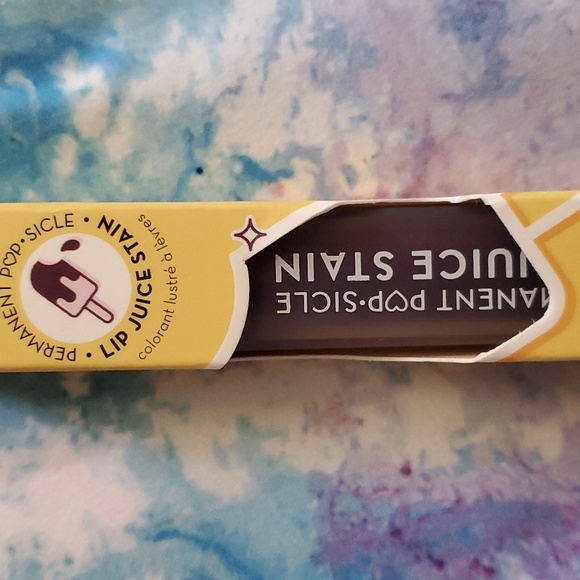 PERMANENT POP•SICLE •
LIP JUICE STAIN •
colorant lustré à lèvres
MANENT POP•SICLE
JUICE STAIN